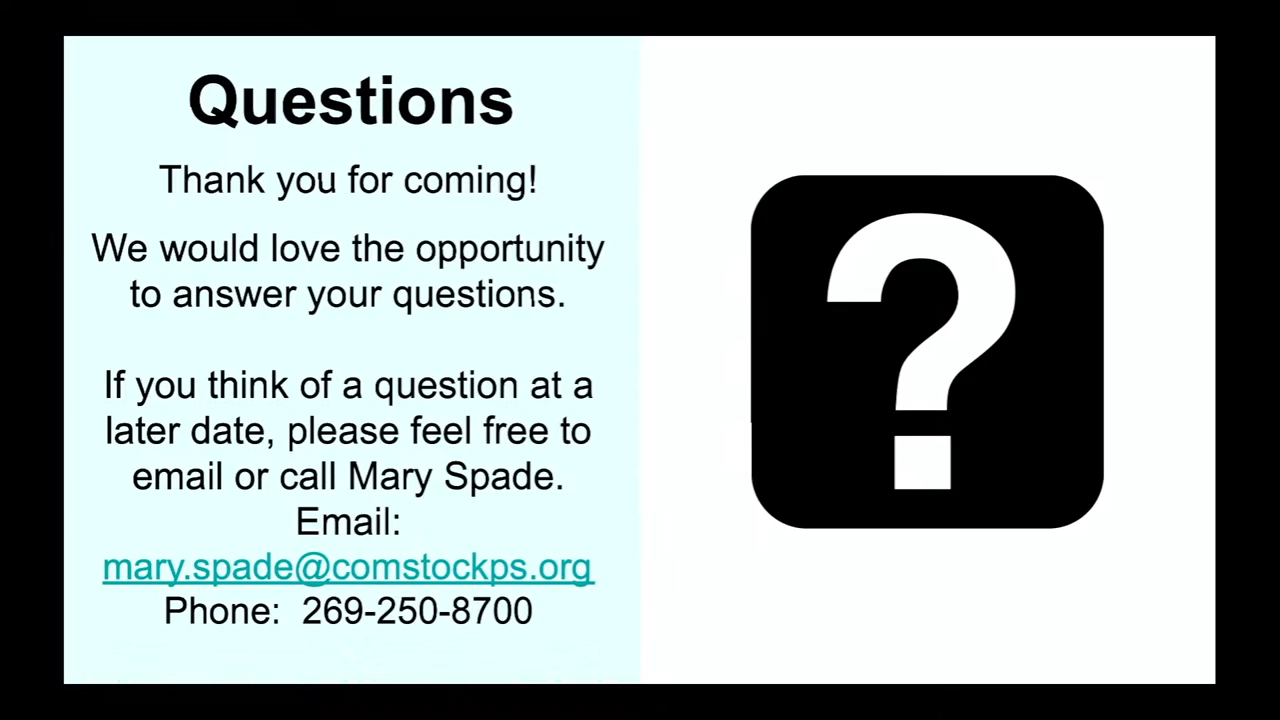 Questions
Thank you for coming!
We would love the opportunity
to answer your questions.
If you think of a question at a
later date, please feel free to
email or call Mary Spade.
Email:
mary.spade@comstockps.org
Phone:  269-250-8700
?